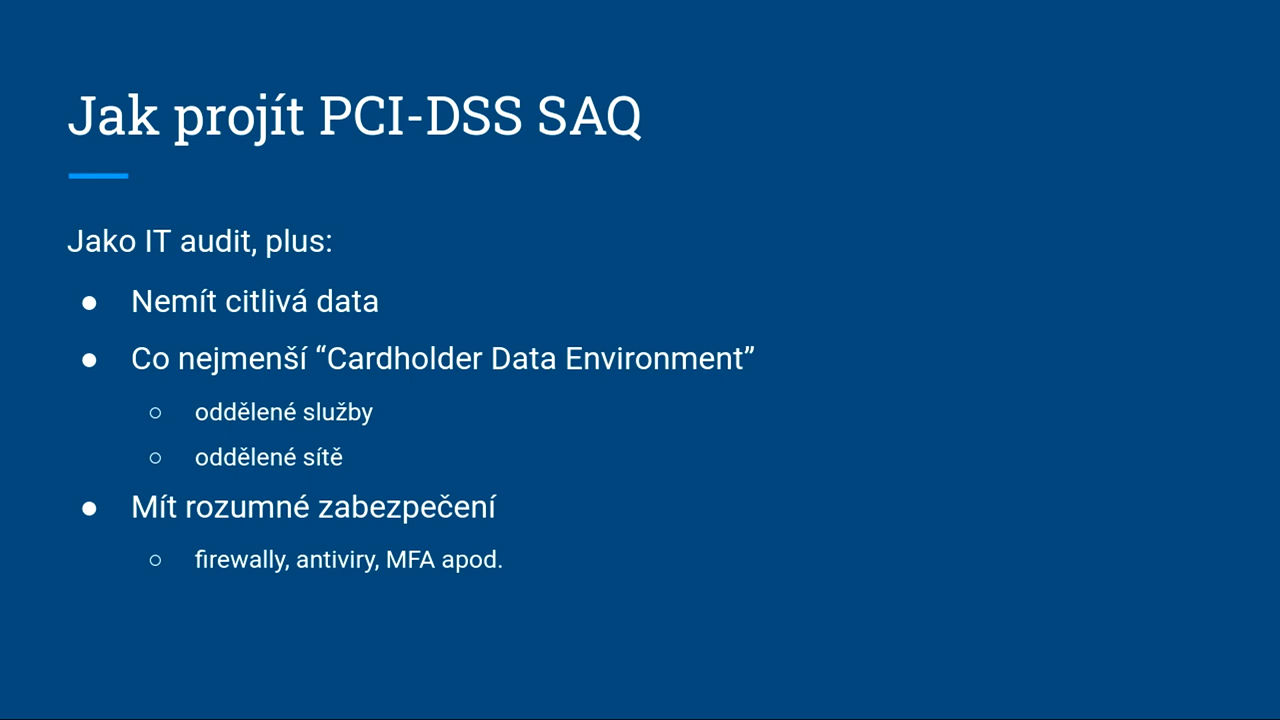 Jak projít PCI-DSS SAQ
Jako IT audit, plus:
● Nemít citlivá data
● Co nejmenší “Cardholder Data Environment”
○ oddělené služby
○ oddělené sítě
● Mít rozumné zabezpečení
○ firewally, antiviry, MFA apod.